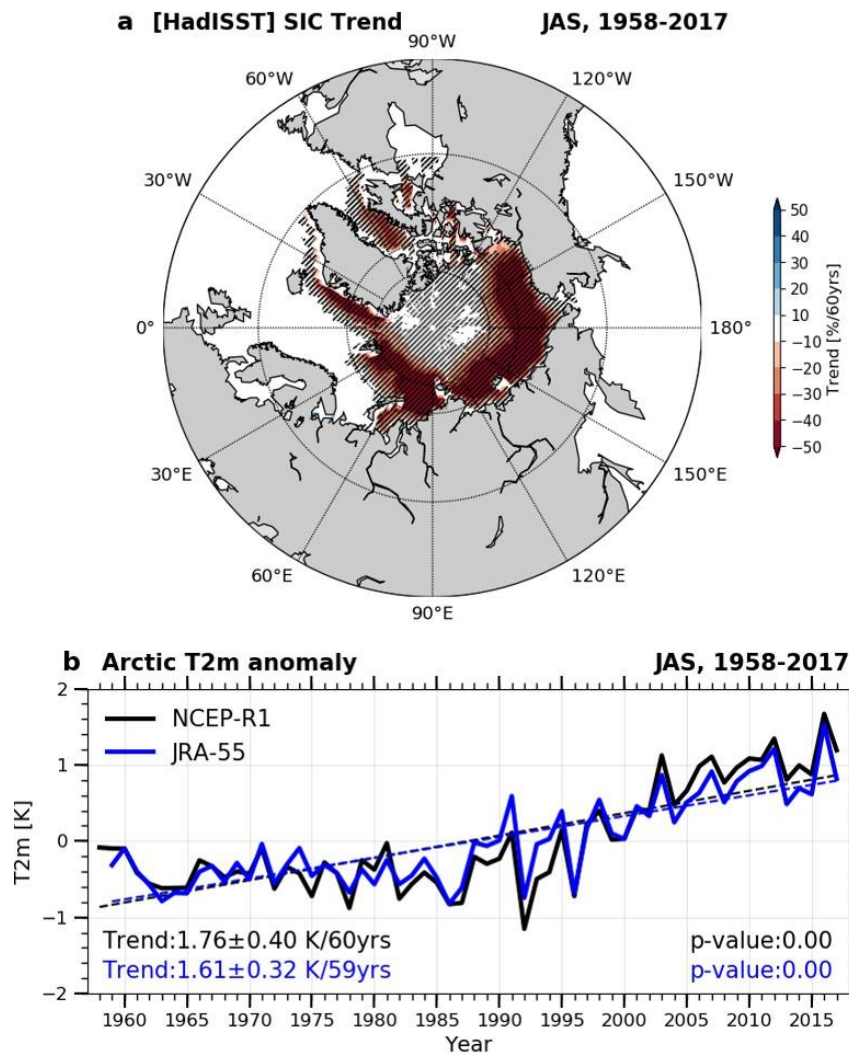 a [HadISST] SIC Trend JAS, 1958-2017
90°W
60°W 120°W
30°W 150°W
0° 180°
30°E 150°E
60°E 120°E
90°E
50
40
30
20
10
−10
−20
−30
−40
−50
Trend [%/60yrs]
b Arctic T2m anomaly JAS, 1958-2017
NCEP-R1
JRA-55
2
1
0
−1
−2
T2m [K]
Trend:1.76±0.40 K/60yrs p-value:0.00
Trend:1.61±0.32 K/59yrs p-value:0.00
1960 1965 1970 1975 1980 1985 1990 1995 2000 2005 2010 2015
Year